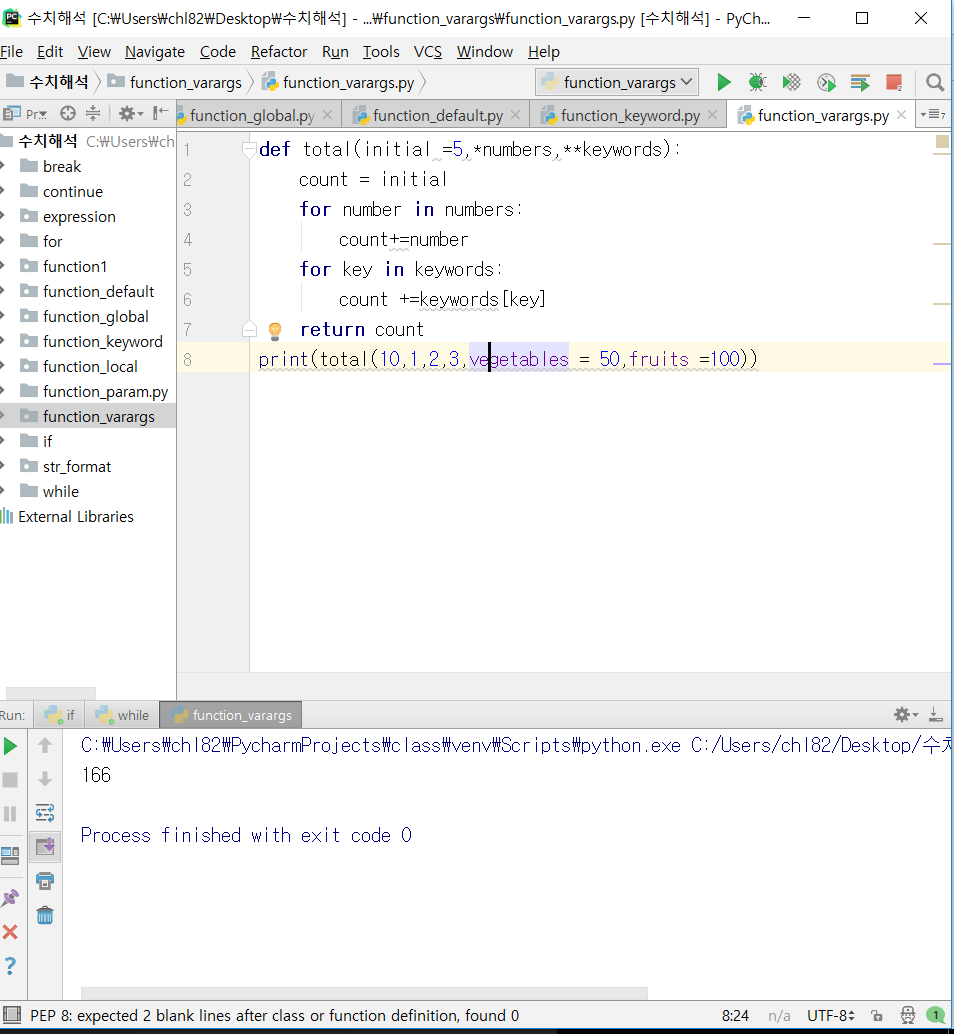 수치해석 [C:₩Users₩chl82₩Desktop₩수치해석] - ...₩function_varargs₩function_varargs.py [수치해석] - PyCh...
File Edit View Navigate Code Refactor Run Tools VCS Window Help
수치해석 function_varargs function_varargs.py function_varargs
Pr function_global.py function_default.py function_keyword.py function_varargs.py 7
수치해석 C:₩Users₩ch
break
continue
expression
for
function1
function_default
function_global
function_keyword
function_local
function_param.py
function_varargs
if
str_format
while
External Libraries
1 def total(initial =5,*numbers,**keywords):
2 count = initial
3 for number in numbers:
4 count+=number
5 for key in keywords:
6 count +=keywords[key]
7 return count
8 print(total(10,1,2,3,vegetables = 50,fruits =100))
Run: if while function_varargs
C:₩Users₩chl82₩PycharmProjects₩class₩venv₩Scripts₩python.exe C:/Users/chl82/Desktop/수치
166
Process finished with exit code 0
PEP 8: expected 2 blank lines after class or function definition, found 0 8:24 n/a UTF-8 1